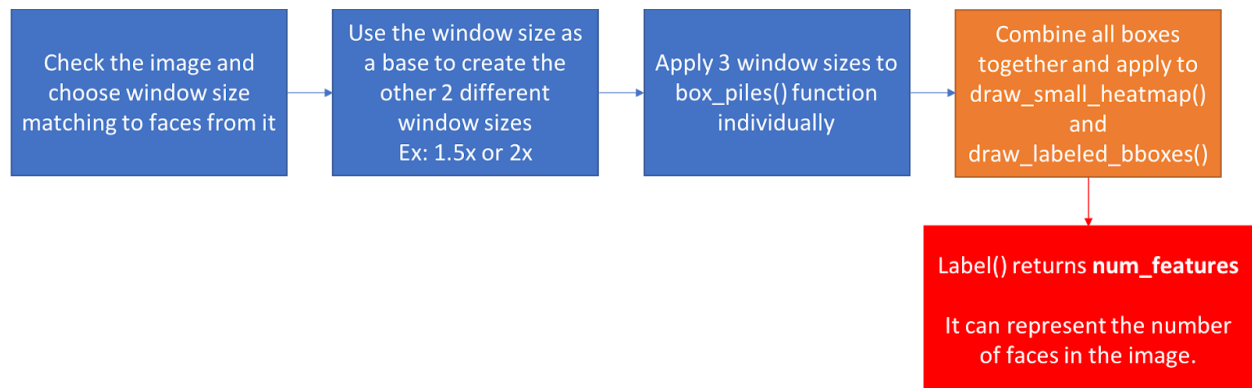 Check the image and
choose window size
matching to faces from it
Use the window size as
a base to create the
other 2 different
window sizes
Ex: 1.5x or 2x
Apply 3 window sizes to
box_piles() function
individually
Combine all boxes
together and apply to
draw_small_heatmap()
and
draw_labeled_bboxes()
Label() returns num_features
It can represent the number
of faces in the image.